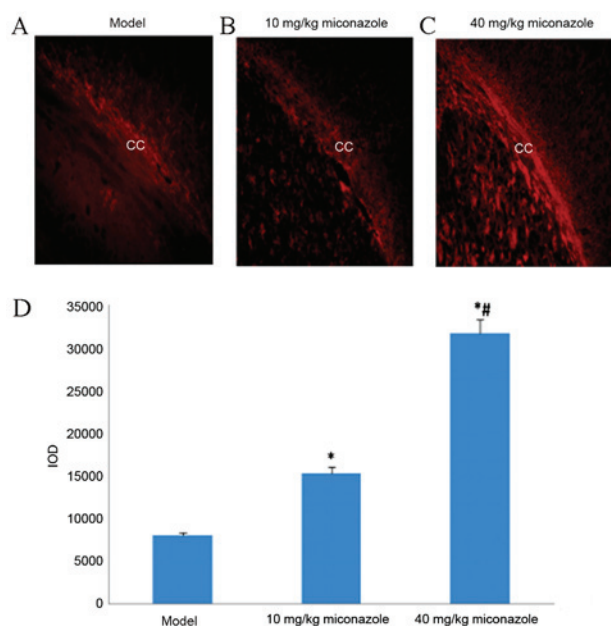 A
Model
B
10 mg/kg miconazole
C
40 mg/kg miconazole
CC
CC
CC
D
35000
30000
25000
20000
15000
10000
5000
0
IOD
*
*#
Model
10 mg/kg miconazole
40 mg/kg miconazole